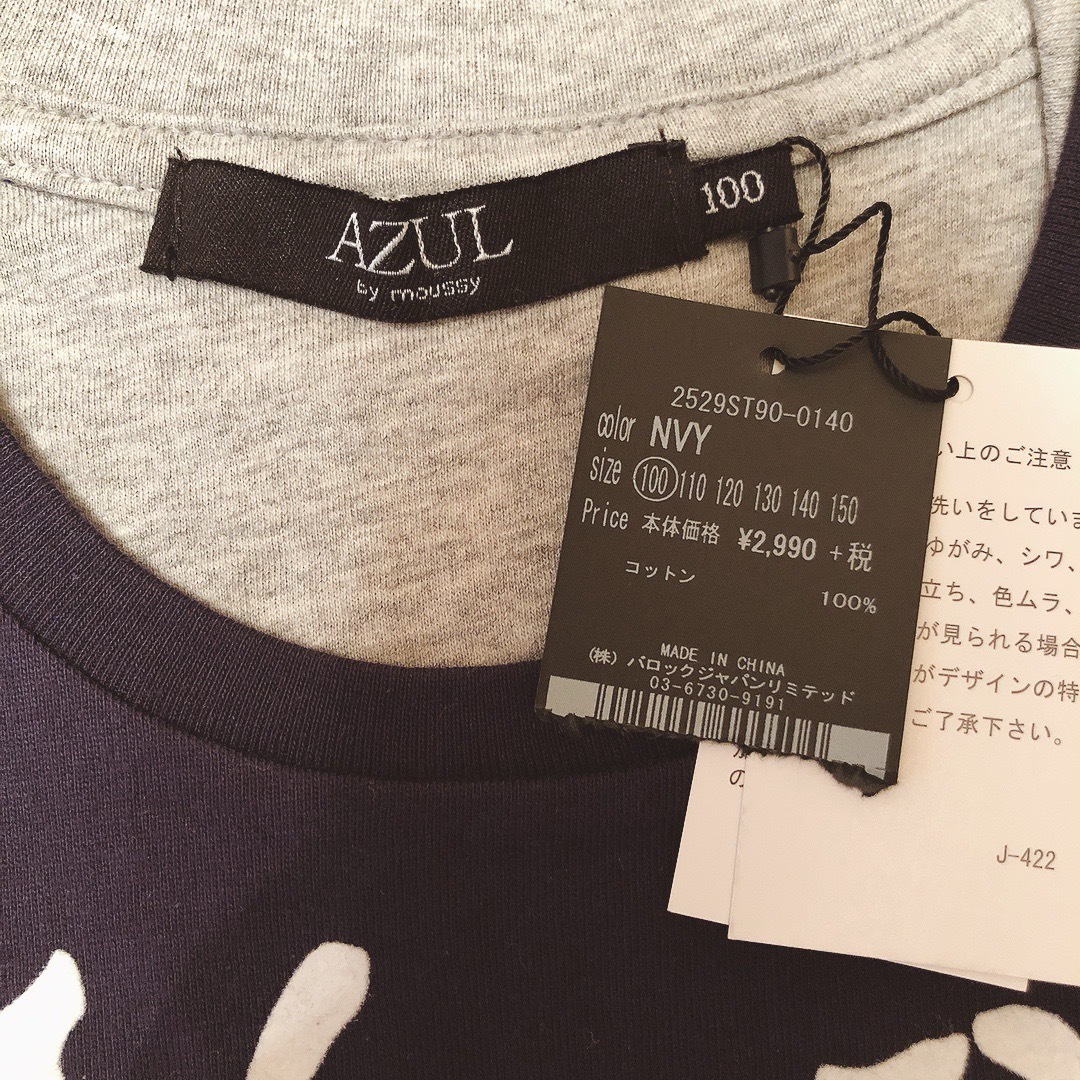 AZUL
by moussy
100
2529ST90-0140
color NVY
size 100 110 120 130 140 150
Price 本体価格 ¥2,990 +税
コットン
100%
MADE IN CHINA
(株) バロックジャパンリミテッド
03-6730-9191
い上のご注意
洗いをしていま
ゆがみ、シワ、
立ち、色ムラ、
が見られる場合
がデザインの特
ご了承下さい。
の
J-422